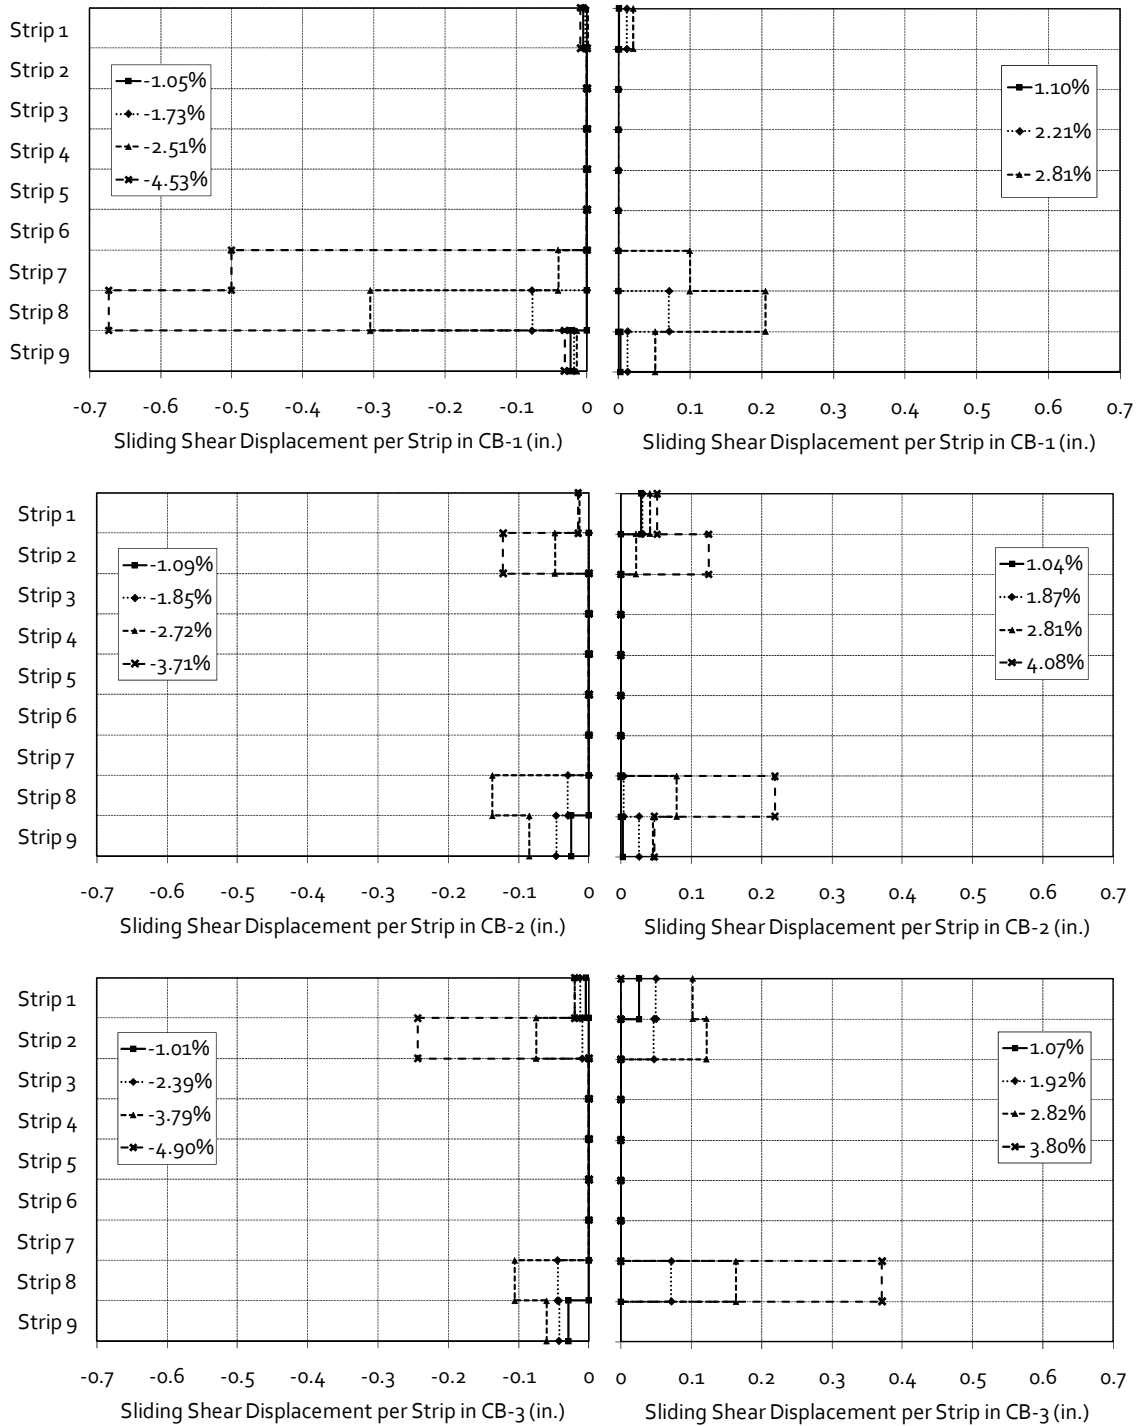 Strip 1
Strip 2
Strip 3
Strip 4
Strip 5
Strip 6
Strip 7
Strip 8
Strip 9
-1.05%
-1.73%
-2.51%
-4.53%
1.10%
2.21%
2.81%
-0.7 -0.6 -0.5 -0.4 -0.3 -0.2 -0.1 0
0 0.1 0.2 0.3 0.4 0.5 0.6 0.7
Sliding Shear Displacement per Strip in CB-1 (in.)
Sliding Shear Displacement per Strip in CB-1 (in.)
Strip 1
Strip 2
Strip 3
Strip 4
Strip 5
Strip 6
Strip 7
Strip 8
Strip 9
-1.09%
-1.85%
-2.72%
-3.71%
1.04%
1.87%
2.81%
4.08%
-0.7 -0.6 -0.5 -0.4 -0.3 -0.2 -0.1 0
0 0.1 0.2 0.3 0.4 0.5 0.6 0.7
Sliding Shear Displacement per Strip in CB-2 (in.)
Sliding Shear Displacement per Strip in CB-2 (in.)
Strip 1
Strip 2
Strip 3
Strip 4
Strip 5
Strip 6
Strip 7
Strip 8
Strip 9
-1.01%
-2.39%
-3.79%
-4.90%
1.07%
1.92%
2.82%
3.80%
-0.7 -0.6 -0.5 -0.4 -0.3 -0.2 -0.1 0
0 0.1 0.2 0.3 0.4 0.5 0.6 0.7
Sliding Shear Displacement per Strip in CB-3 (in.)
Sliding Shear Displacement per Strip in CB-3 (in.)